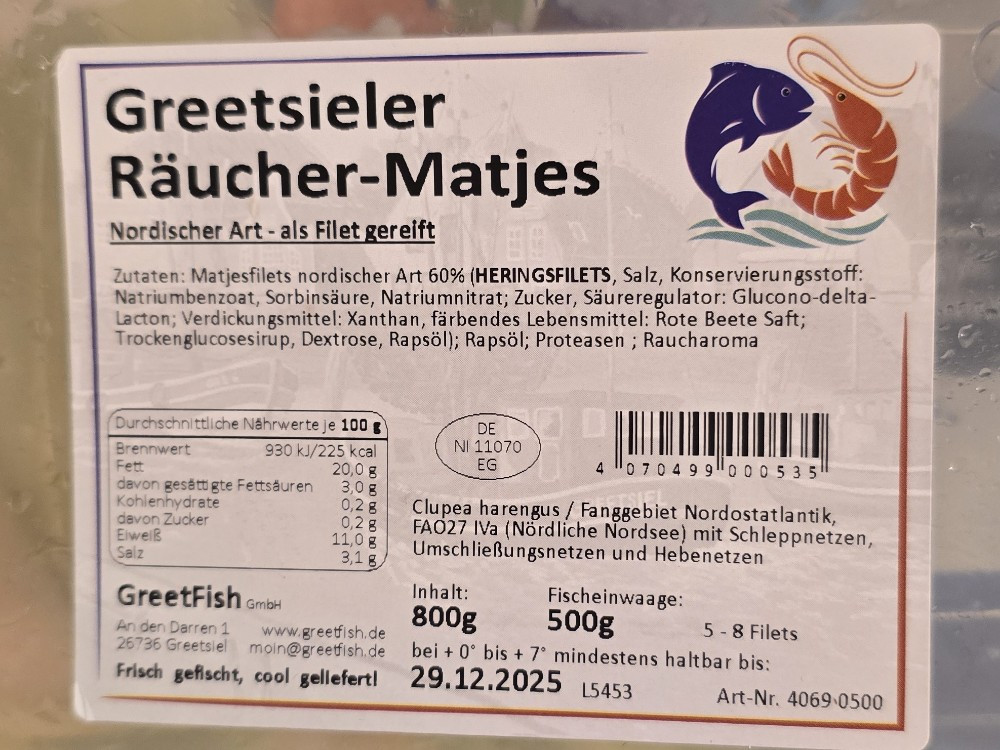 Greetsieler
Räucher-Matjes
Nordischer Art - als Filet gereift
Zutaten: Matjesfilets nordischer Art 60% (HERINGSFILETS, Salz, Konservierungsstoff:
Natriumbenzoat, Sorbinsäure, Natriumnitrat; Zucker, Säureregulator: Glucono-delta-
Lacton; Verdickungsmittel: Xanthan, färbendes Lebensmittel: Rote Beete Saft;
Trockenglucosesirup, Dextrose, Rapsöl); Rapsöl; Proteasen ; Raucharoma
Durchschnittliche Nährwerte je 100 g
Brennwert 930 kJ/225 kcal
Fett 20,0 g
davon gesättigte Fettsäuren 3,0 g
Kohlenhydrate 0,2 g
davon Zucker 0,2 g
Eiweiß 11,0 g
Salz 3,1 g
DE
NI 11070
EG
4 070499 000535
Clupea harengus / Fanggebiet Nordostatlantik,
FAO27 IVa (Nördliche Nordsee) mit Schleppnetzen,
Umschließungsnetzen und Hebenetzen
GreetFish GmbH
An den Darren 1 www.greetfish.de
26736 Greetsiel moin@greetfish.de
Frisch gefischt, cool geliefert!
Inhalt: Fischeinwaage:
800g 500g 5 - 8 Filets
bei + 0° bis + 7° mindestens haltbar bis:
29.12.2025 L5453 Art-Nr. 4069 0500